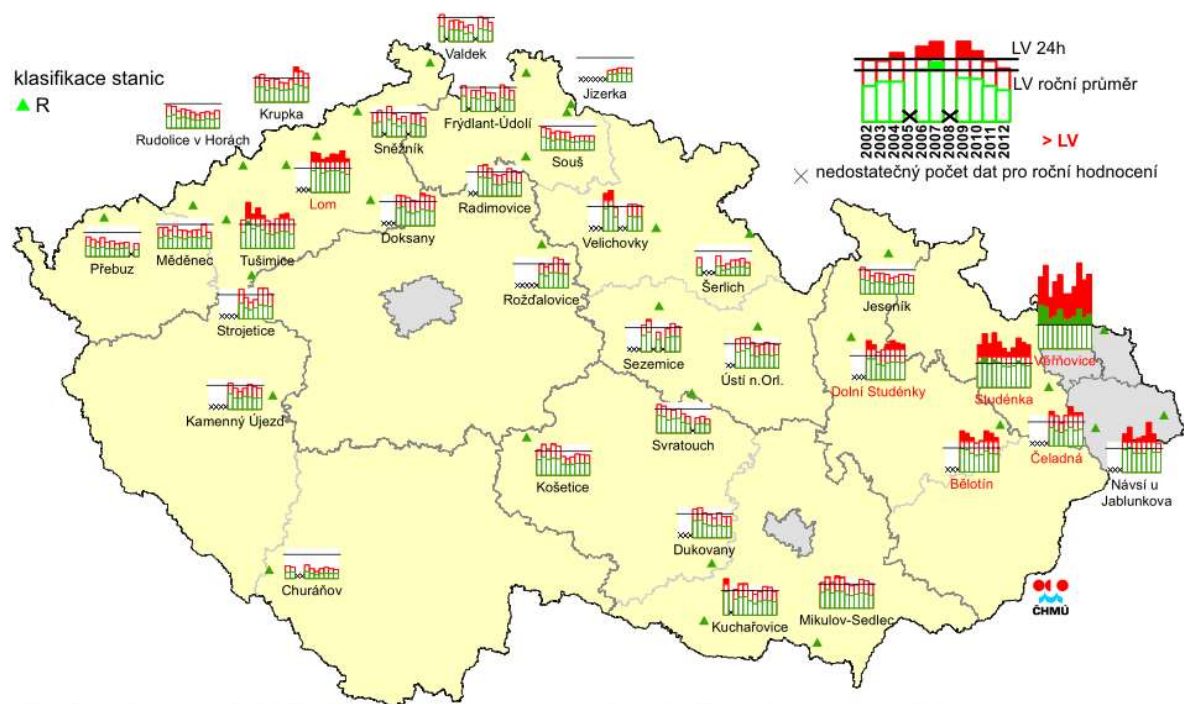 klasifikace stanic
R
Valdek
Jizerka
Krupka
Rudolice v Horách
Sněžník
Frýdlant-Údolí
Souš
Lom
Radimovice
Doksany
Velichovky
Přebuz
Měděnec
Tušimice
Šerlich
Rožďalovice
Jeseník
Strojetice
Sezemice
Ústí n.Orl.
Dolní Studénky
Studénka
Věřňovice
Kamenný Újezd
Svratouch
Košetice
Bělotín
Čeladná
Návsí u
Jablunkova
Dukovany
Churáňov
Kuchařovice
Mikulov-Sedlec
ČHMÚ
LV 24h
LV roční průměr
2002
2003
2004
2005
2006
2007
2008
2009
2010
2011
2012
> LV
nedostatečný počet dat pro roční hodnocení